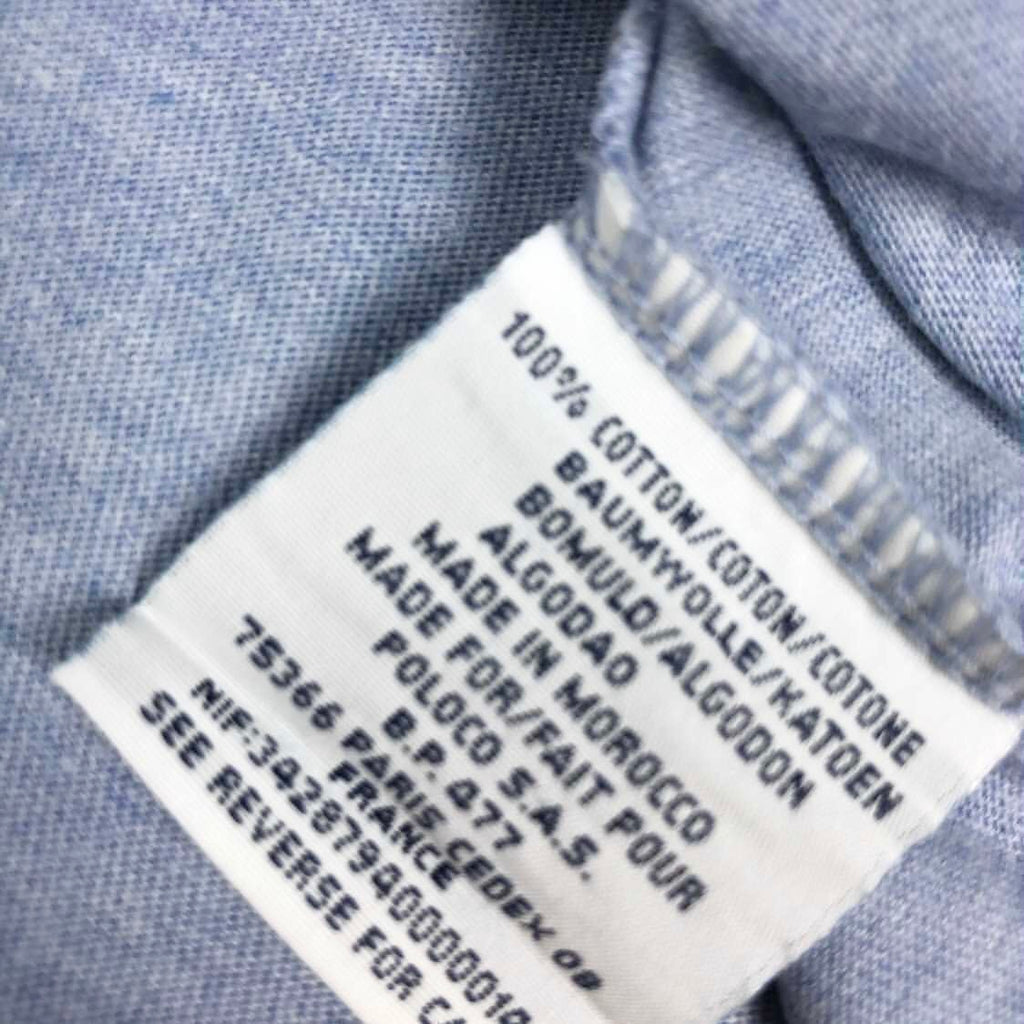 100% COTTON/COTON/COTONE
BAUMWOLLE/KATOEN
BOMULD/ALGODON
ALGODAO
MADE IN MOROCCO
MADE FOR/FAIT POUR
POLOCO S.A.S.
B.P. 477
75366 PARIS CEDEX 08
FRANCE
SEE REVERSE FOR